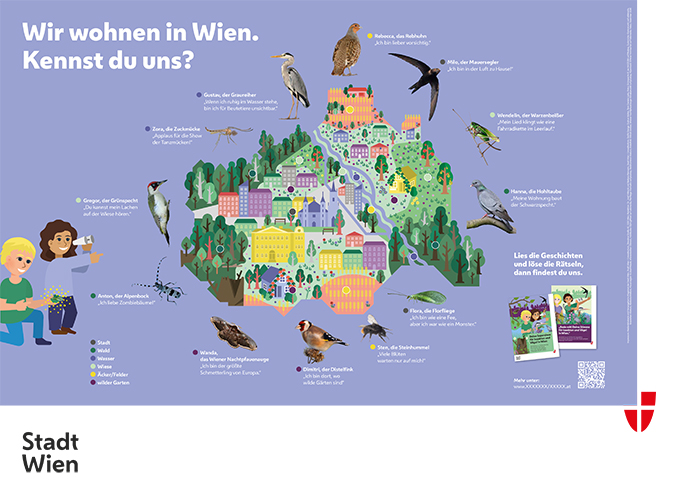 Wir wohnen in Wien.
Kennst du uns?
Rebecca, das Rebhuhn
„Ich bin lieber vorsichtig.“
Milo, der Mauersegler
„Ich bin in der Luft zu Hause!“
Gustav, der Graureiher
„Wenn ich ruhig im Wasser stehe,
bin ich für Beutetiere unsichtbar.“
Wendelin, der Warzenbeißer
„Mein Lied klingt wie eine
Fahrradkette im Leerlauf.“
Zara, die Zuckmücke
„Applaus für die Show
der Tanzmücken!“
Hanna, die Hohltaube
„Meine Wohnung baut
der Schwarzspecht.“
Gregor, der Grünspecht
„Du kannst mein Lachen
auf der Wiese hören.“
Lies die Geschichten
und löse die Rätseln,
dann findest du uns.
Anton, der Alpenbock
„Ich liebe Zombiebäume!“
Flora, die Florfliege
„Ich bin wie eine Fee,
aber ich war wie ein Monster.“
Sten, die Steinhummel
„Viele Blüten
warten nur auf mich!“
Wanda,
das Wiener Nachtpfauenauge
„Ich bin der größte
Schmetterling von Europa.“
Dimitri, der Distelfink
„Ich bin dort, wo
wilde Gärten sind!“
Stadt
Wald
Wasser
Wiese
Äcker/Felder
wilder Garten
Mehr unter:
www.XXXXXXX/XXXXX.at
Stadt
Wien